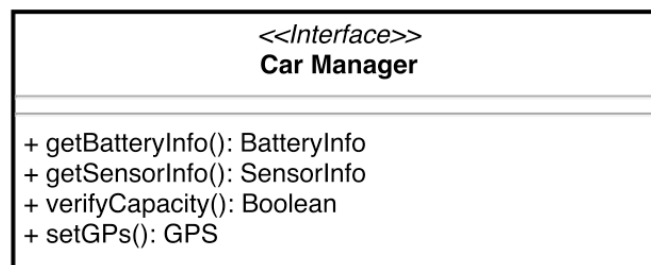 <<Interface>>
Car Manager
+ getBatteryInfo(): BatteryInfo
+ getSensorInfo(): SensorInfo
+ verifyCapacity(): Boolean
+ setGPs(): GPS